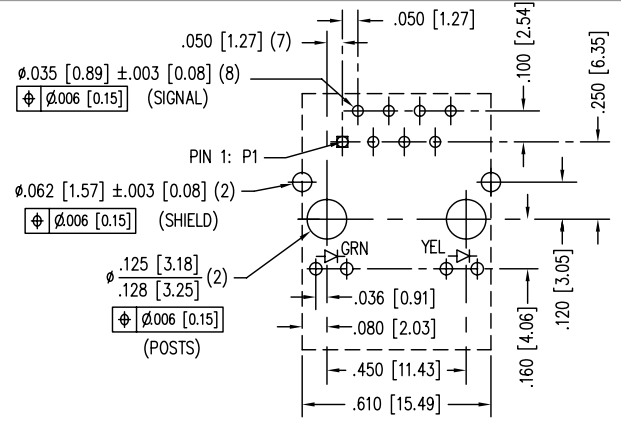 .050 [1.27]
.050 [1.27] (7)
.100 [2.54]
.250 [6.35]
ø.035 [0.89] ±.003 [0.08] (8)
⌖ Ø.006 [0.15] (SIGNAL)
PIN 1: P1
ø.062 [1.57] ±.003 [0.08] (2)
⌖ Ø.006 [0.15] (SHIELD)
GRN
YEL
ø .125 [3.18]
.128 [3.25] (2)
⌖ Ø.006 [0.15]
(POSTS)
.036 [0.91]
.080 [2.03]
.450 [11.43]
.610 [15.49]
.160 [4.06]
.120 [3.05]